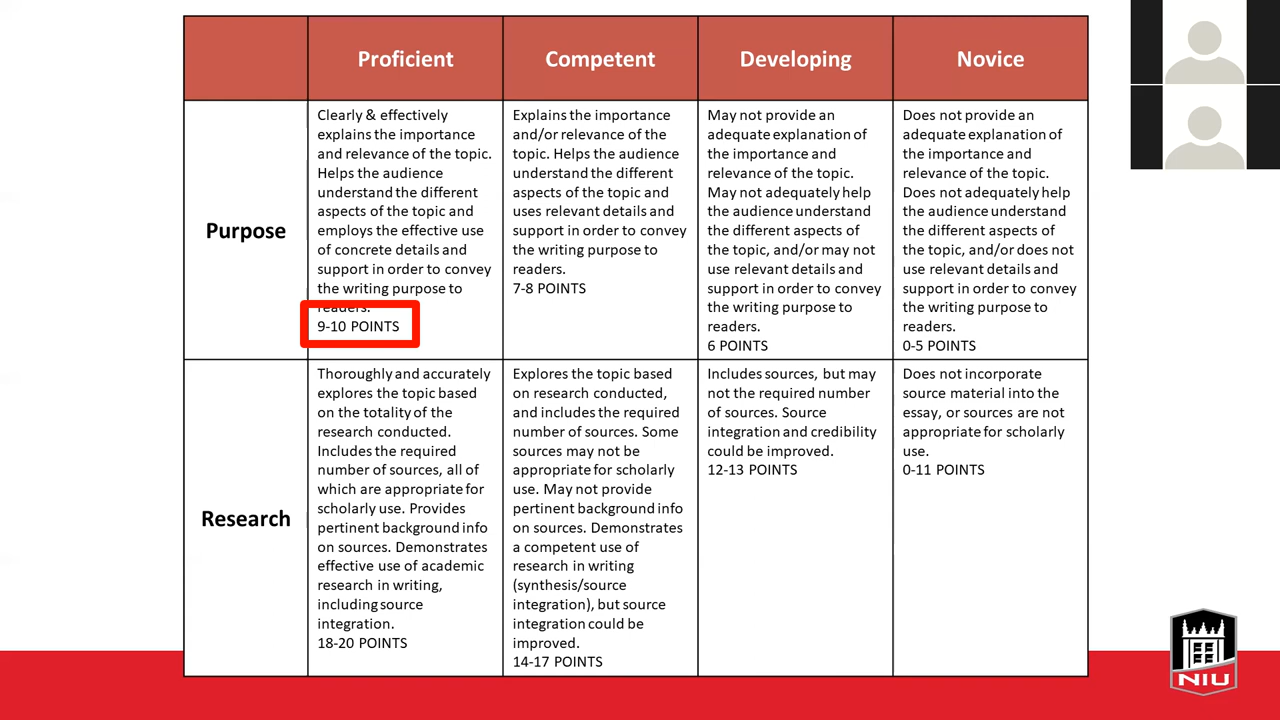 Proficient
Competent
Developing
Novice
Purpose
Clearly & effectively
explains the importance
and relevance of the topic.
Helps the audience
understand the different
aspects of the topic and
employs the effective use
of concrete details and
support in order to convey
the writing purpose to
readers.
9-10 POINTS
Explains the importance
and/or relevance of the
topic. Helps the audience
understand the different
aspects of the topic and
uses relevant details and
support in order to convey
the writing purpose to
readers.
7-8 POINTS
May not provide an
adequate explanation of
the importance and
relevance of the topic.
May not adequately help
the audience understand
the different aspects of
the topic, and/or may not
use relevant details and
support in order to convey
the writing purpose to
readers.
6 POINTS
Does not provide an
adequate explanation of
the importance and
relevance of the topic.
Does not adequately help
the audience understand
the different aspects of
the topic, and/or does not
use relevant details and
support in order to convey
the writing purpose to
readers.
0-5 POINTS
Research
Thoroughly and accurately
explores the topic based
on the totality of the
research conducted.
Includes the required
number of sources, all of
which are appropriate for
scholarly use. Provides
pertinent background info
on sources. Demonstrates
effective use of academic
research in writing,
including source
integration.
18-20 POINTS
Explores the topic based
on research conducted,
and includes the required
number of sources. Some
sources may not be
appropriate for scholarly
use. May not provide
pertinent background info
on sources. Demonstrates
a competent use of
research in writing
(synthesis/source
integration), but source
integration could be
improved.
14-17 POINTS
Includes sources, but may
not the required number
of sources. Source
integration and credibility
could be improved.
12-13 POINTS
Does not incorporate
source material into the
essay, or sources are not
appropriate for scholarly
use.
0-11 POINTS
NIU